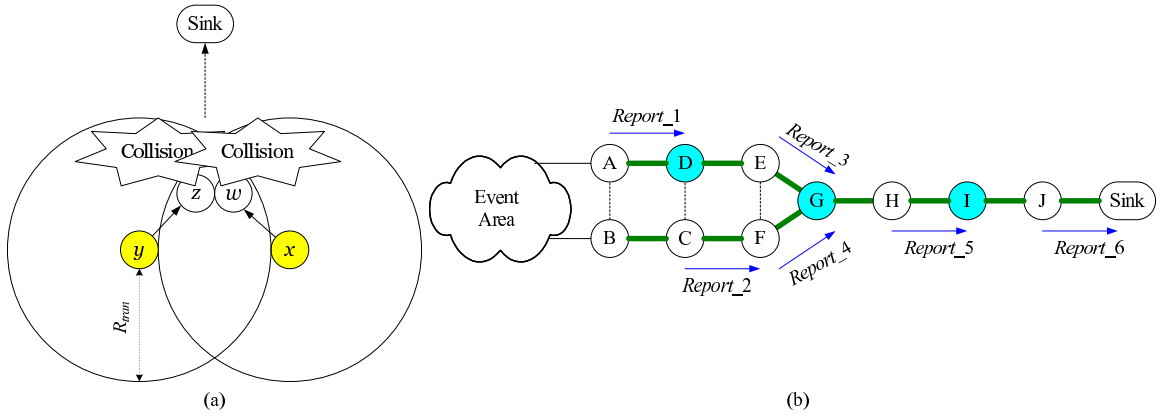 Sink
Collision
Collision
z
w
y
x
R_tran
(a)
Event
Area
Report_1
A
D
E
Report_3
G
H
I
J
Sink
B
C
F
Report_2
Report_4
Report_5
Report_6
(b)